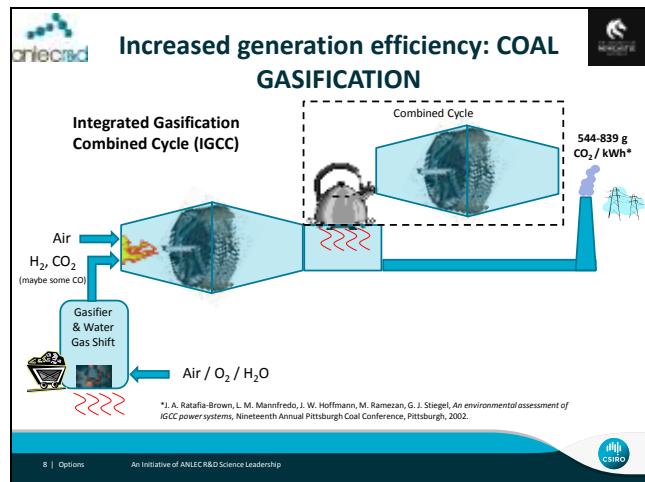 anlecr&d
Increased generation efficiency: COAL
GASIFICATION
Integrated Gasification
Combined Cycle (IGCC)
Combined Cycle
544-839 g
CO₂ / kWh*
Air
H₂, CO₂
(maybe some CO)
Gasifier
& Water
Gas Shift
Air / O₂ / H₂O
*J. A. Ratafia-Brown, L. M. Mannfredo, J. W. Hoffmann, M. Ramezan, G. J. Stiegel, An environmental assessment of
IGCC power systems, Nineteenth Annual Pittsburgh Coal Conference, Pittsburgh, 2002.
8 | Options An Initiative of ANLEC R&D Science Leadership
CSIRO